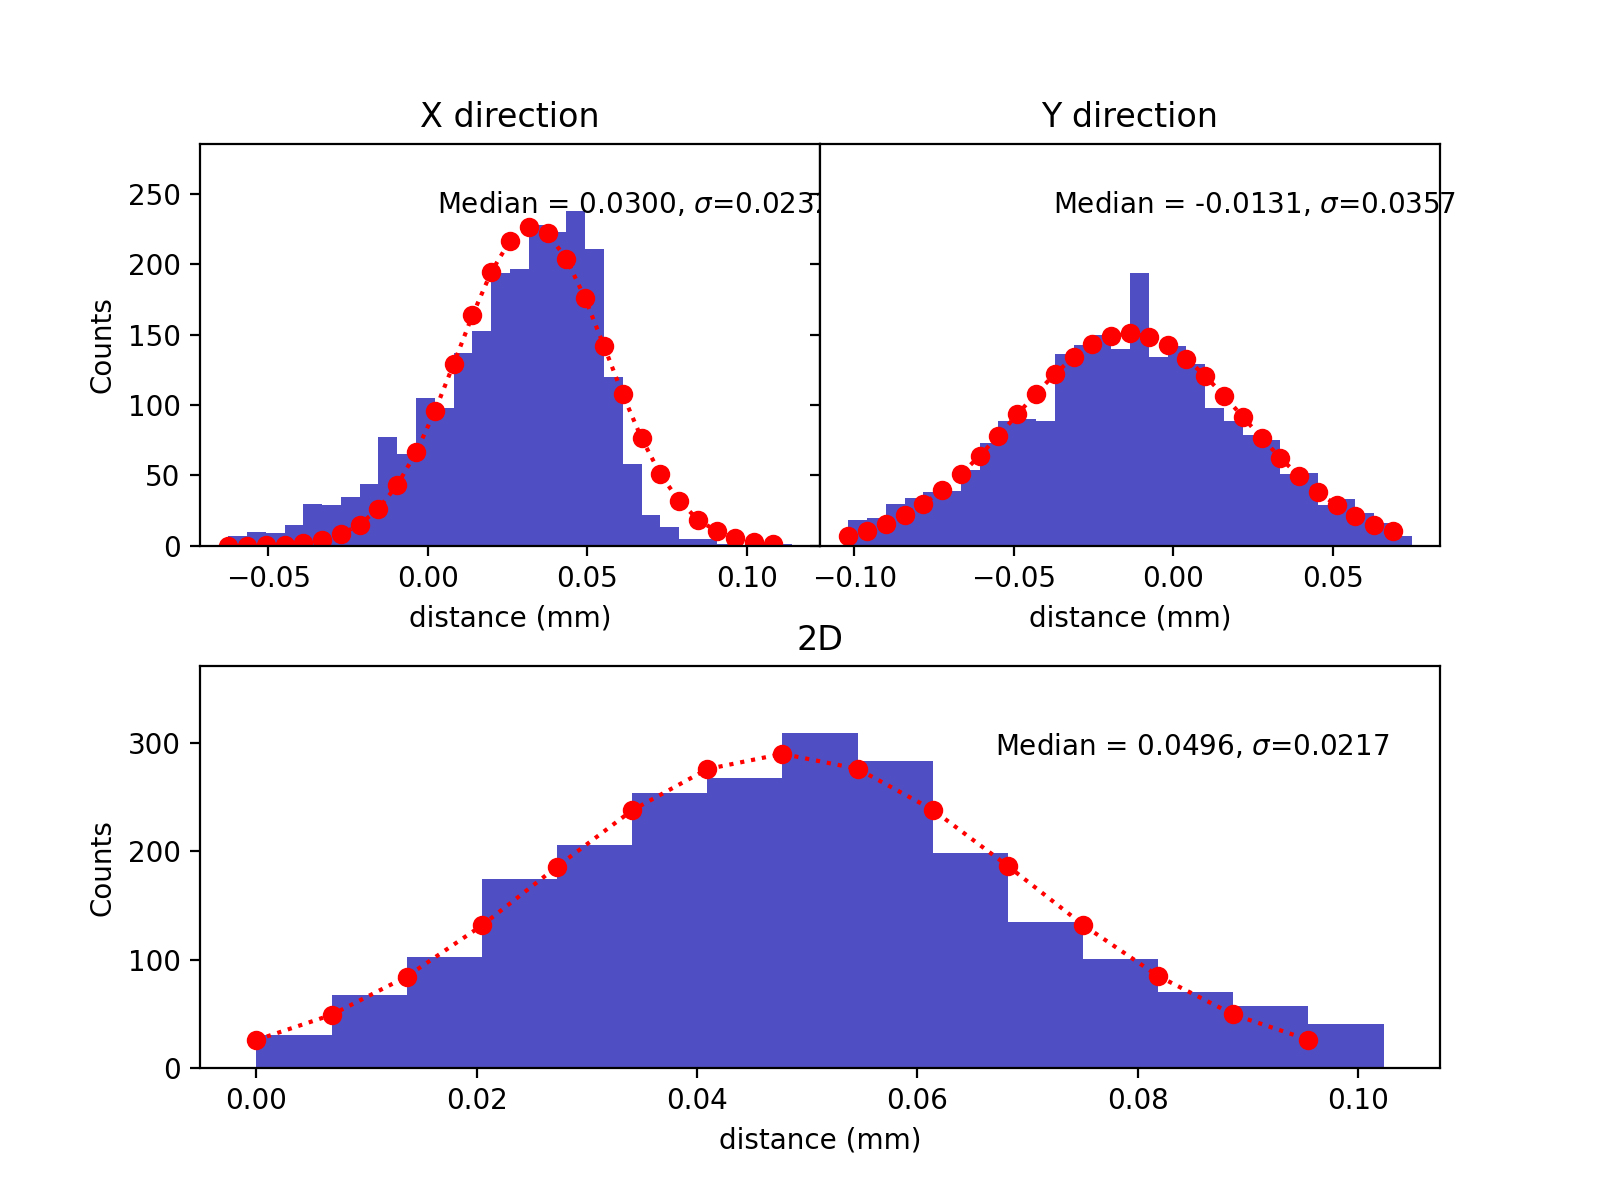 X direction
Y direction
Median = 0.0300, σ=0.023
Median = -0.0131, σ=0.0357
Counts
250
200
150
100
50
0
−0.05 0.00 0.05 0.10
−0.10 −0.05 0.00 0.05
distance (mm)
distance (mm)
2D
Median = 0.0496, σ=0.0217
Counts
300
200
100
0
0.00 0.02 0.04 0.06 0.08 0.10
distance (mm)